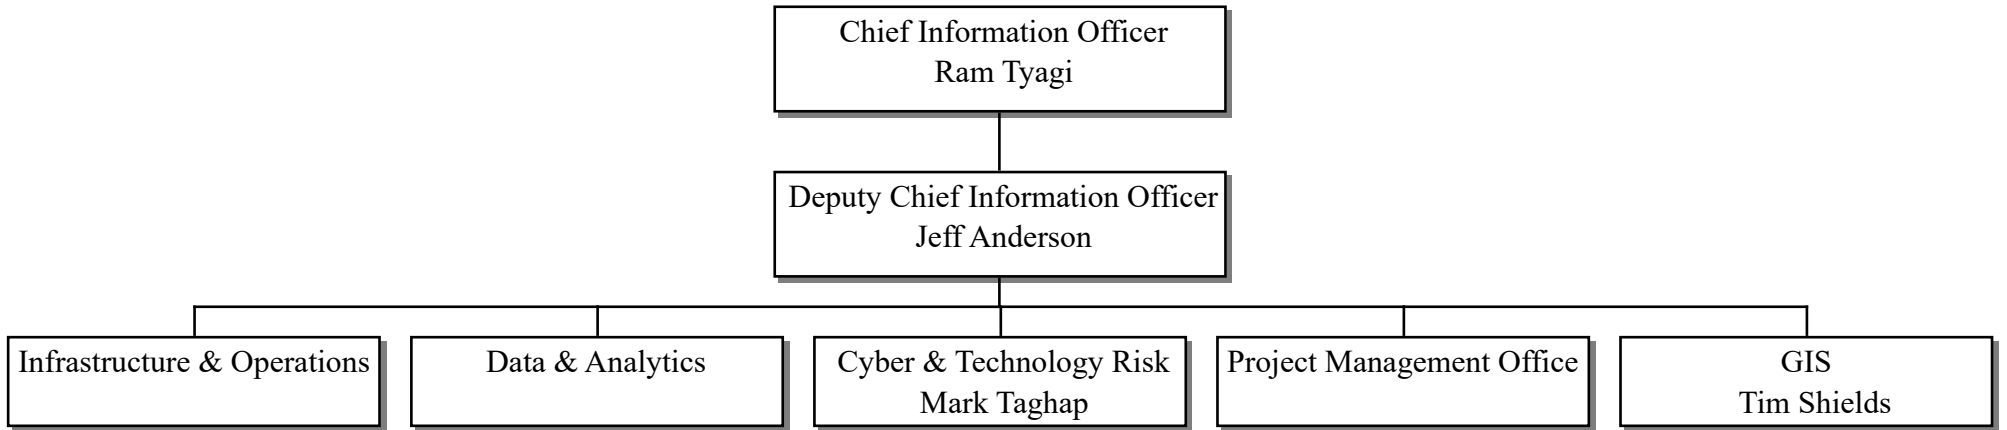 Chief Information Officer
Ram Tyagi
Deputy Chief Information Officer
Jeff Anderson
Infrastructure & Operations
Data & Analytics
Cyber & Technology Risk
Mark Taghap
Project Management Office
GIS
Tim Shields